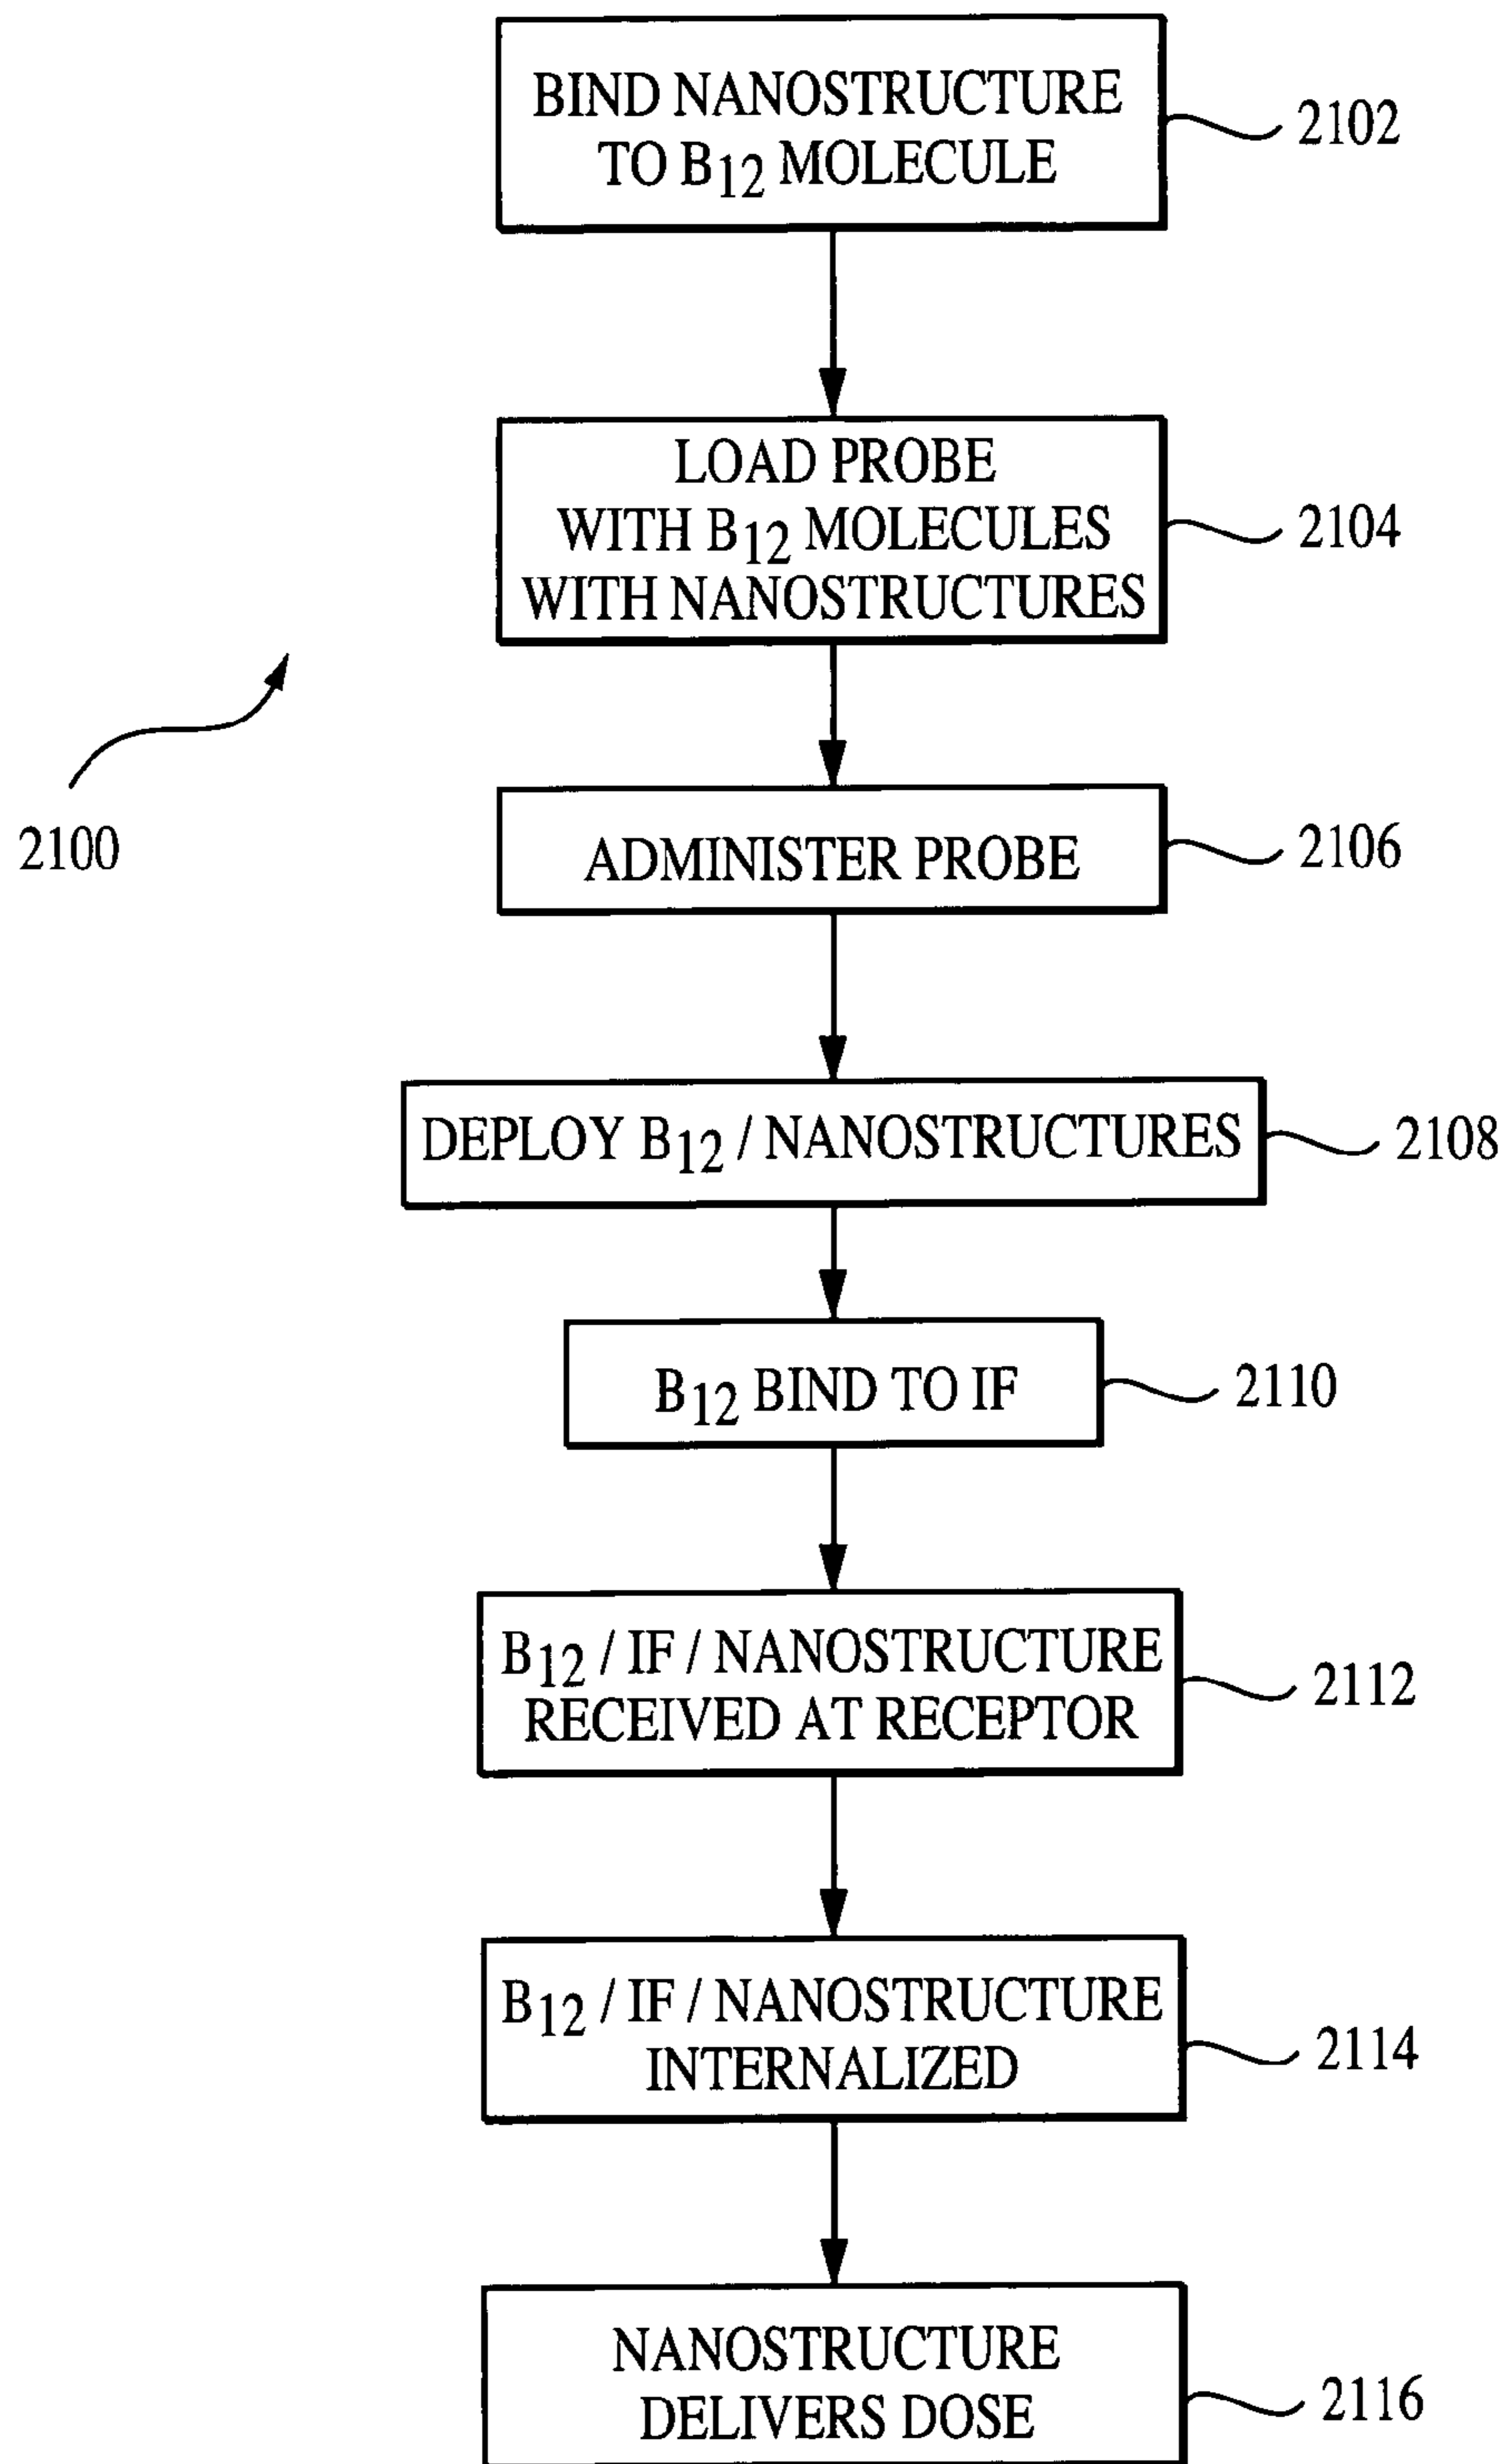 BIND NANOSTRUCTURE
TO B12 MOLECULE
2102
LOAD PROBE
WITH B12 MOLECULES
WITH NANOSTRUCTURES
2104
2100
ADMINISTER PROBE
2106
DEPLOY B12 / NANOSTRUCTURES
2108
B12 BIND TO IF
2110
B12 / IF / NANOSTRUCTURE
RECEIVED AT RECEPTOR
2112
B12 / IF / NANOSTRUCTURE
INTERNALIZED
2114
NANOSTRUCTURE
DELIVERS DOSE
2116